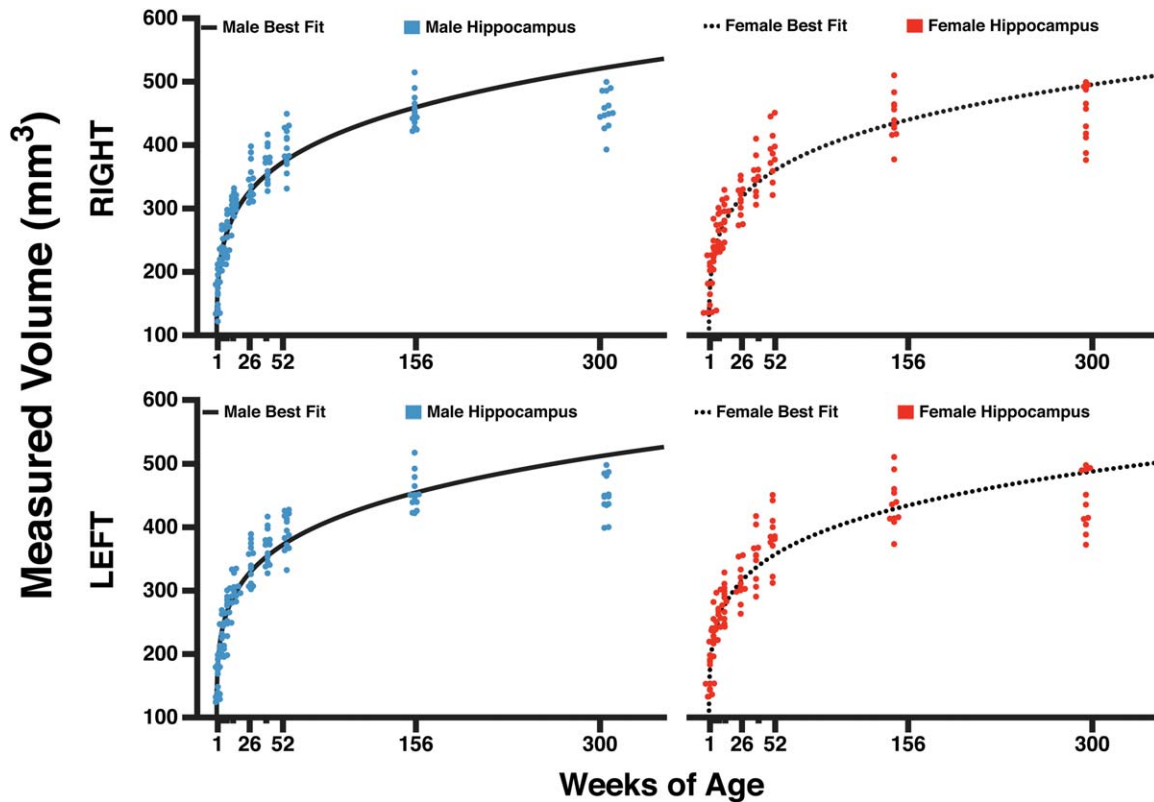 Measured Volume (mm³)
RIGHT
600
500
400
300
200
100
Male Best Fit
Male Hippocampus
1
26
52
156
300
Female Best Fit
Female Hippocampus
1
26
52
156
300
LEFT
600
500
400
300
200
100
Male Best Fit
Male Hippocampus
1
26
52
156
300
Female Best Fit
Female Hippocampus
1
26
52
156
300
Weeks of Age